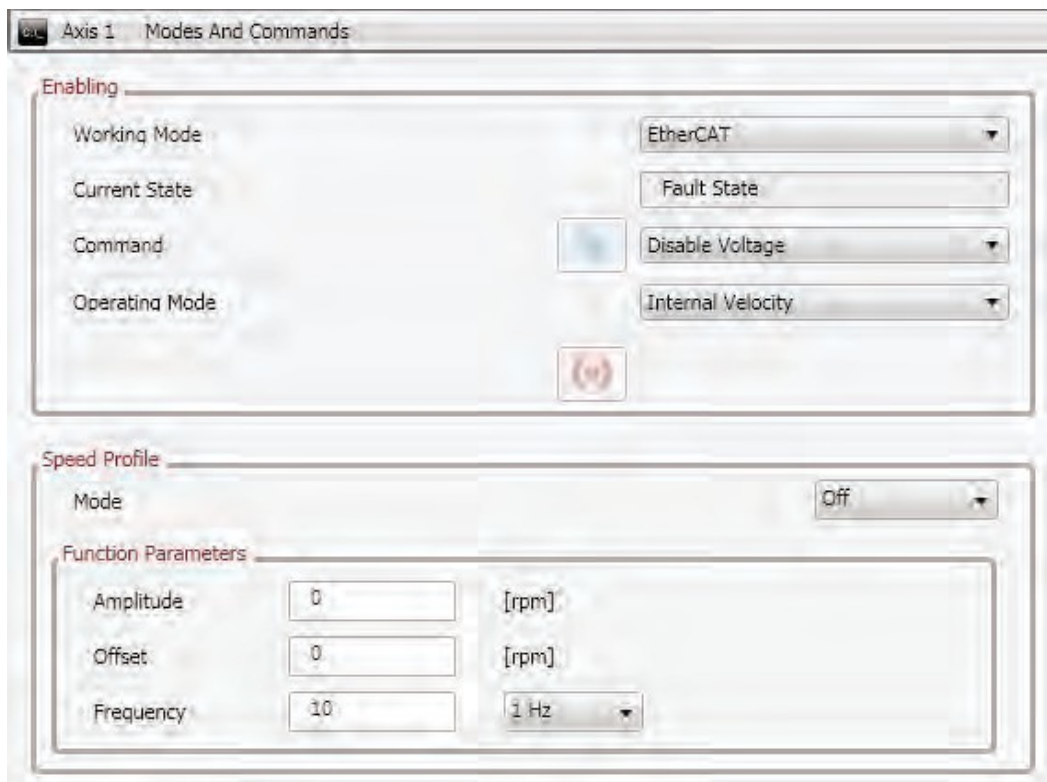 Axis 1 Modes And Commands
Enabling
Working Mode EtherCAT
Current State Fault State
Command Disable Voltage
Operating Mode Internal Velocity
Speed Profile
Mode Off
Function Parameters
Amplitude 0 [rpm]
Offset 0 [rpm]
Frequency 10 1 Hz